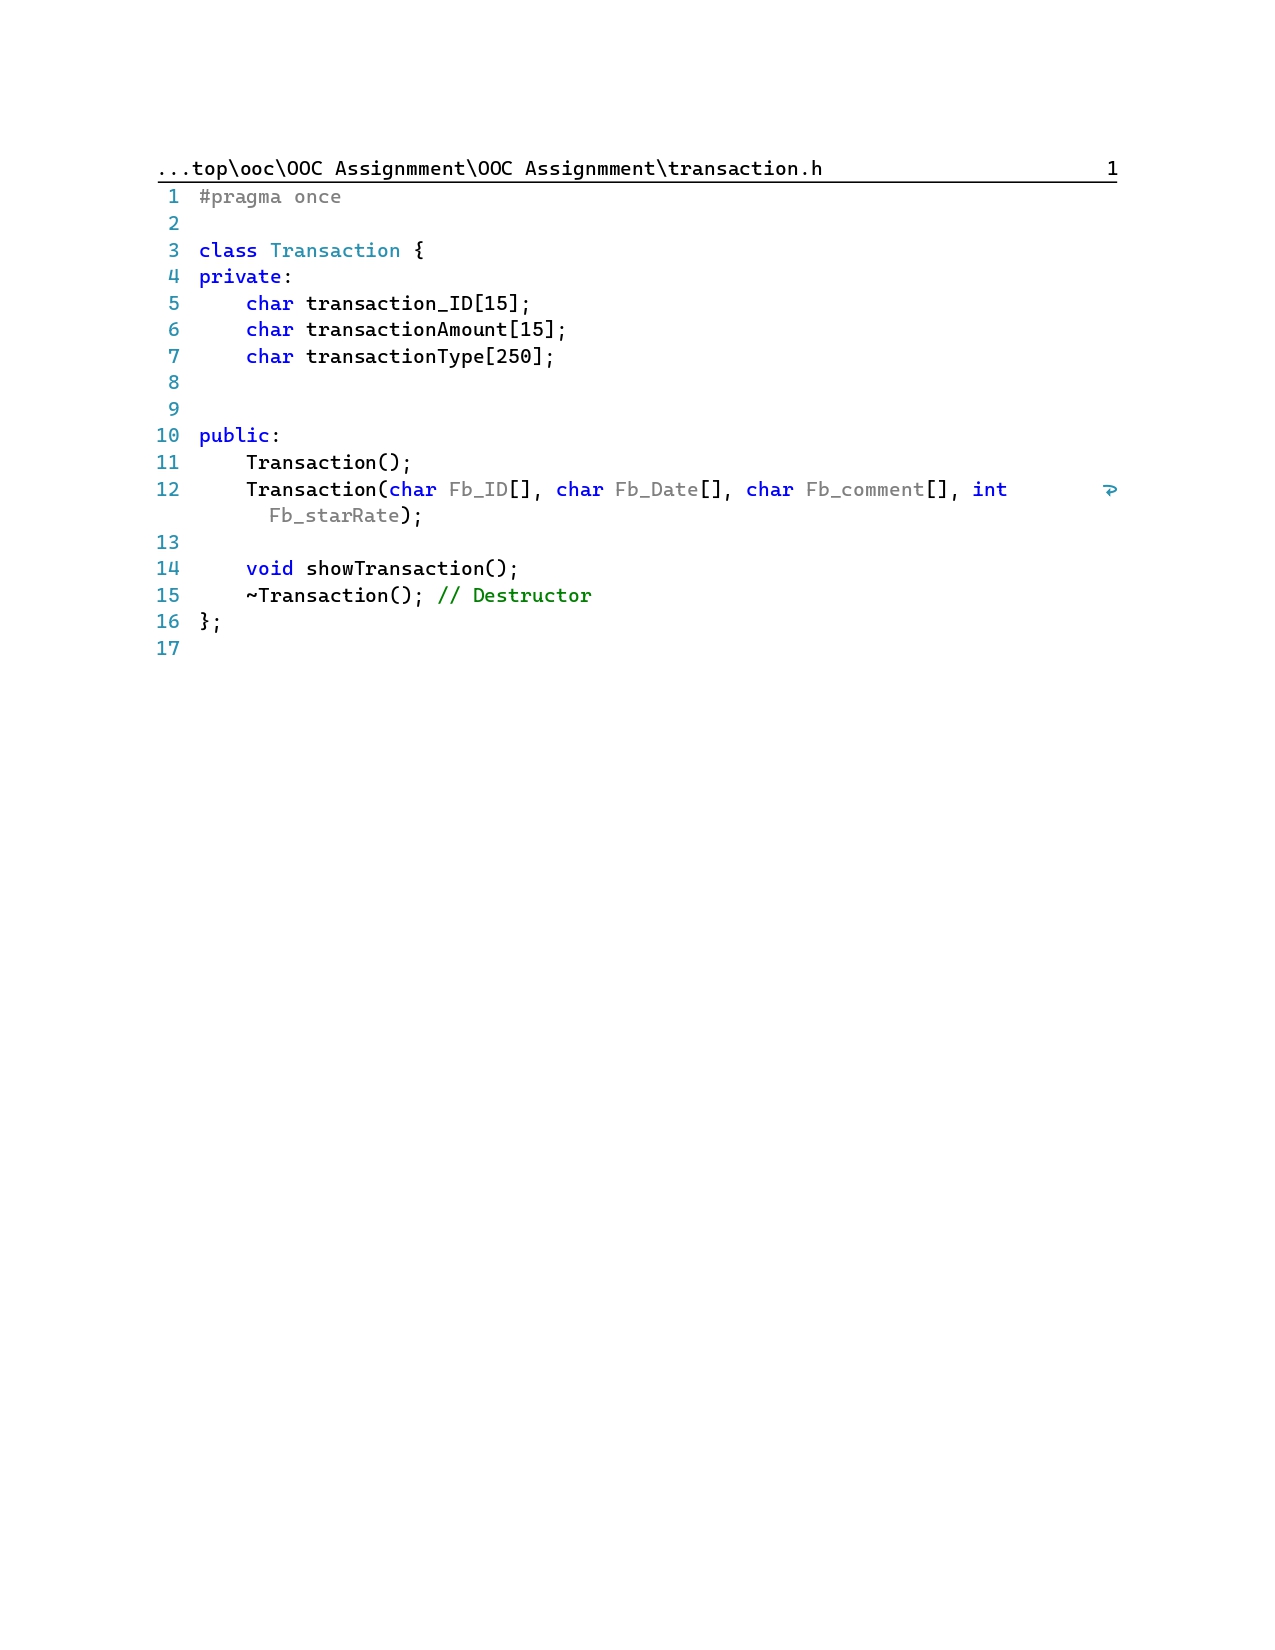 ...top\ooc\OOC Assignmment\OOC Assignmment\transaction.h 1
1 #pragma once
2
3 class Transaction {
4 private:
5     char transaction_ID[15];
6     char transactionAmount[15];
7     char transactionType[250];
8
9
10 public:
11     Transaction();
12     Transaction(char Fb_ID[], char Fb_Date[], char Fb_comment[], int
      Fb_starRate);
13
14     void showTransaction();
15     ~Transaction(); // Destructor
16 };
17